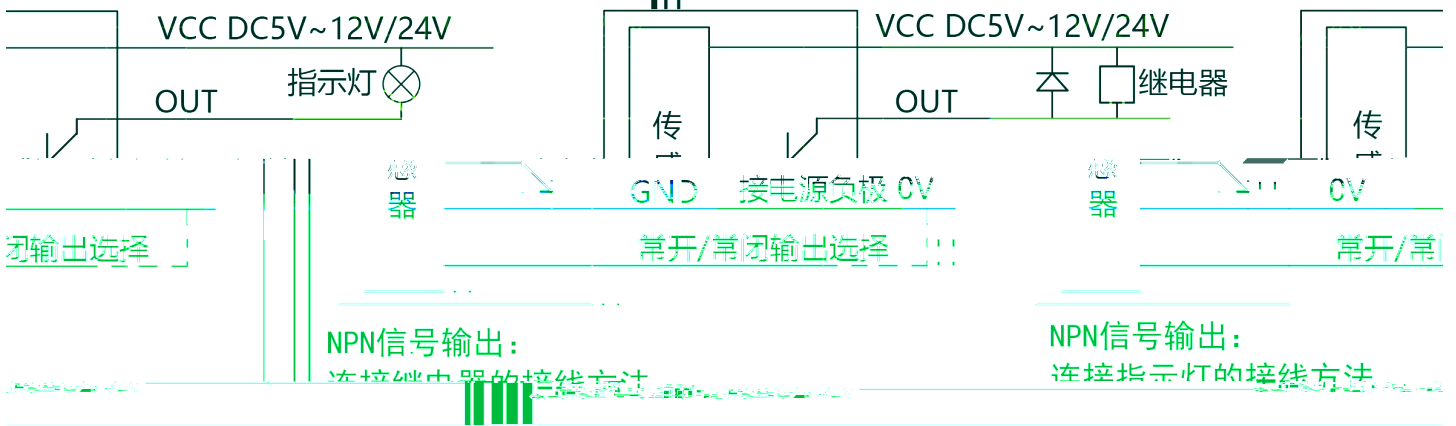 VCC DC5V~12V/24V
指示灯
OUT
VCC DC5V~12V/24V
继电器
OUT
传
传
感
器
GND 接电源负极 0V
感
器
0V
闭输出选择
常开/常闭输出选择
常开/常
NPN信号输出：
连接继电器的接线方法
NPN信号输出：
连接指示灯的接线方法